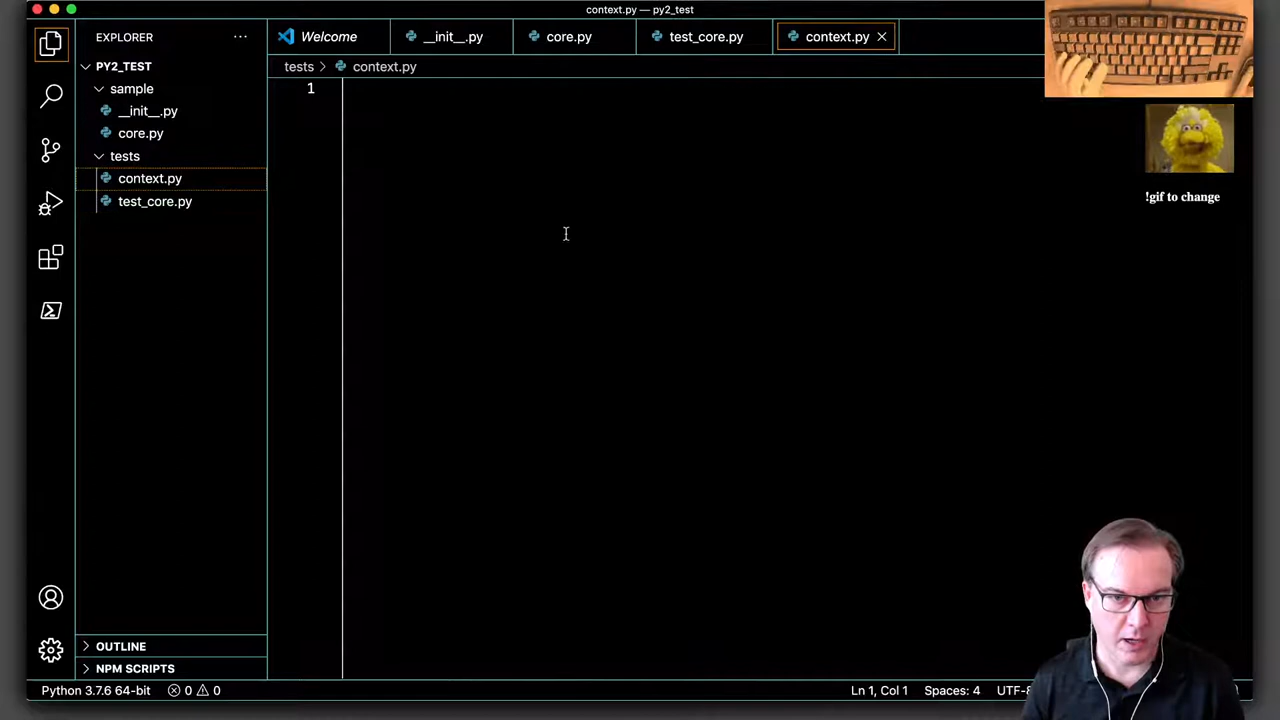 context.py — py2_test
EXPLORER
Welcome
__init__.py
core.py
test_core.py
context.py
PY2_TEST
tests
context.py
sample
1
__init__.py
core.py
tests
context.py
test_core.py
!gif to change
OUTLINE
NPM SCRIPTS
Python 3.7.6 64-bit
0
0
Ln 1, Col 1
Spaces: 4
UTF-8